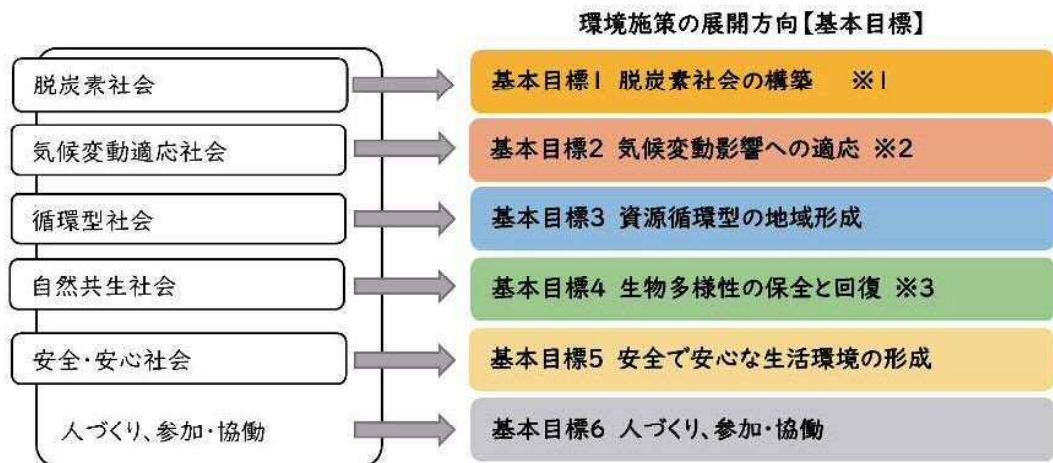 環境施策の展開方向【基本目標】
脱炭素社会
基本目標1 脱炭素社会の構築 ※1
気候変動適応社会
基本目標2 気候変動影響への適応 ※2
循環型社会
基本目標3 資源循環型の地域形成
自然共生社会
基本目標4 生物多様性の保全と回復 ※3
安全・安心社会
基本目標5 安全で安心な生活環境の形成
人づくり、参加・協働
基本目標6 人づくり、参加・協働